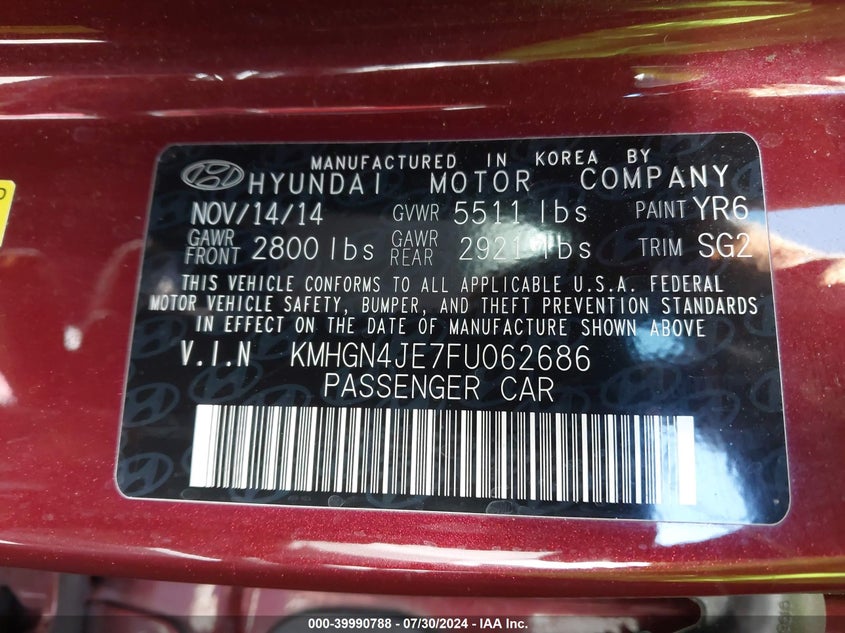 MANUFACTURED IN KOREA BY
HYUNDAI MOTOR COMPANY
NOV/14/14 GVWR 5511 lbs PAINT YR6
GAWR FRONT 2800 lbs GAWR REAR 2921 lbs TRIM SG2
THIS VEHICLE CONFORMS TO ALL APPLICABLE U.S.A. FEDERAL
MOTOR VEHICLE SAFETY, BUMPER, AND THEFT PREVENTION STANDARDS
IN EFFECT ON THE DATE OF MANUFACTURE SHOWN ABOVE
V.I.N KMHGN4JE7FU062686
PASSENGER CAR
000-39990788 - 07/30/2024 - IAA Inc.